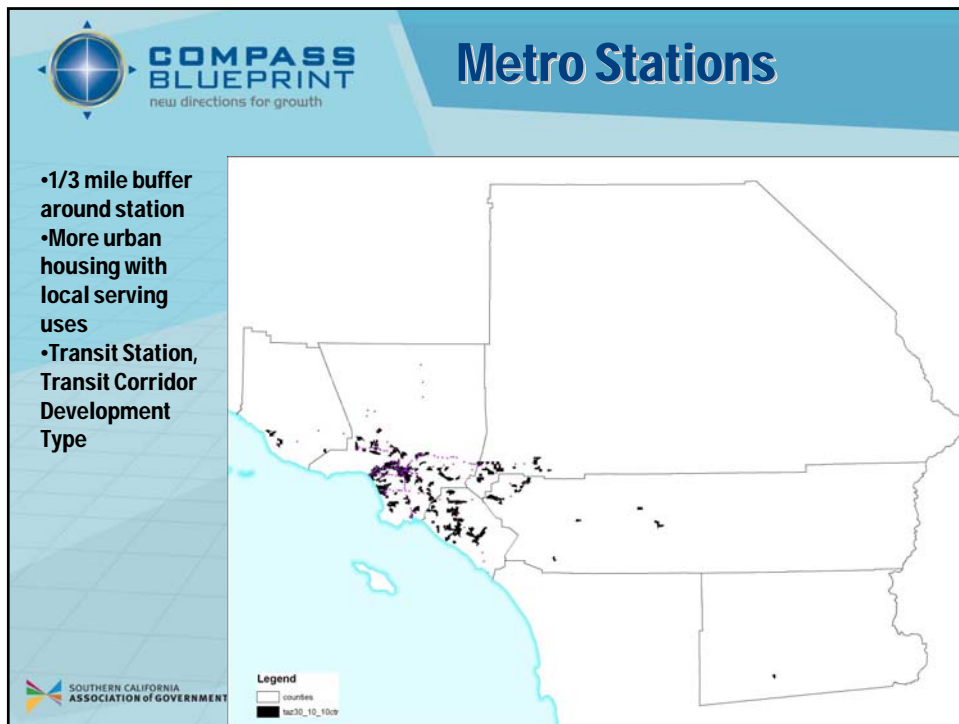 COMPASS
BLUEPRINT
new directions for growth
Metro Stations
•1/3 mile buffer
around station
•More urban
housing with
local serving
uses
•Transit Station,
Transit Corridor
Development
Type
Legend
counties
taz30_10_10ctr
SOUTHERN CALIFORNIA
ASSOCIATION of GOVERNMENT